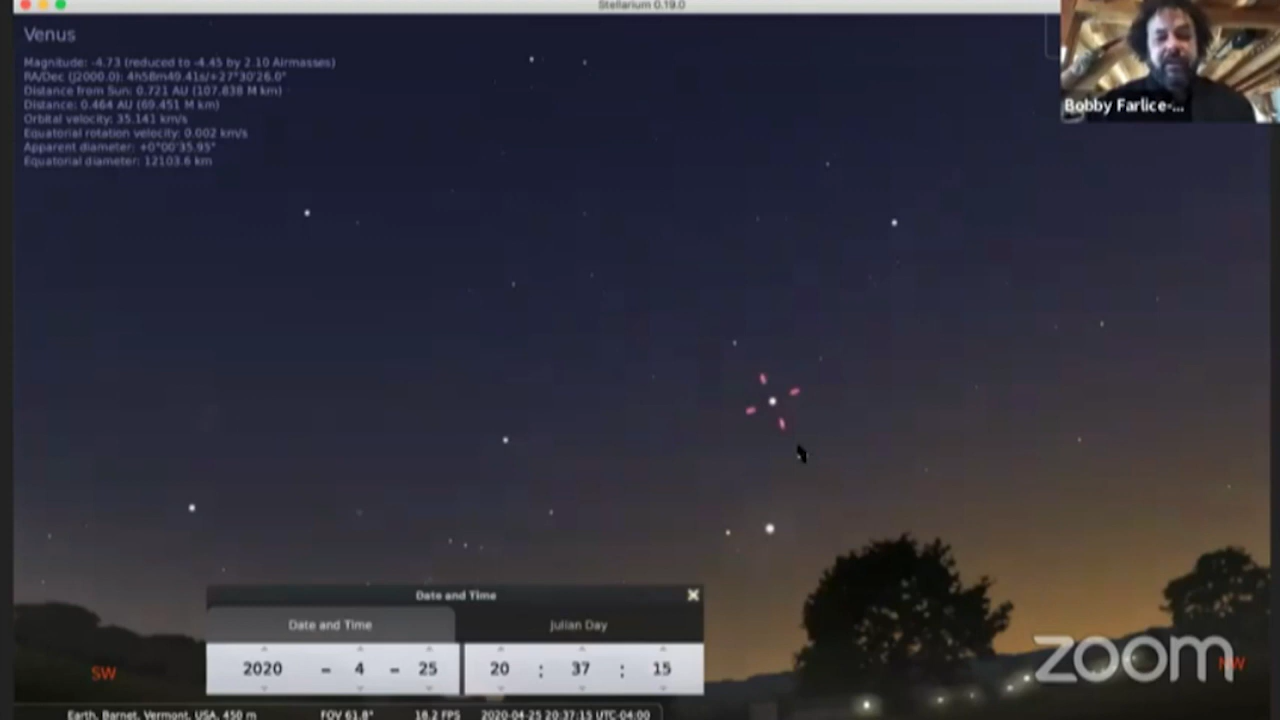 Stellarium 0.19.0
Venus
Magnitude: -4.73 (reduced to -4.45 by 2.10 Airmasses)
RA/Dec (J2000.0): 4h58m49.41s/+27°30'26.0"
Distance from Sun: 0.721 AU (107.838 M km)
Distance: 0.464 AU (69.451 M km)
Orbital velocity: 35.141 km/s
Equatorial rotation velocity: 0.002 km/s
Apparent diameter: +0°00'35.95"
Equatorial diameter: 12103.6 km
Bobby Farlice-...
Date and Time
Date and Time Julian Day
2020 - 4 - 25 20 : 37 : 15
SW
zoom
NW
Earth, Barnet, Vermont, USA, 450 m FOV 61.8° 18.2 FPS 2020-04-25 20:37:15 UTC-04:00